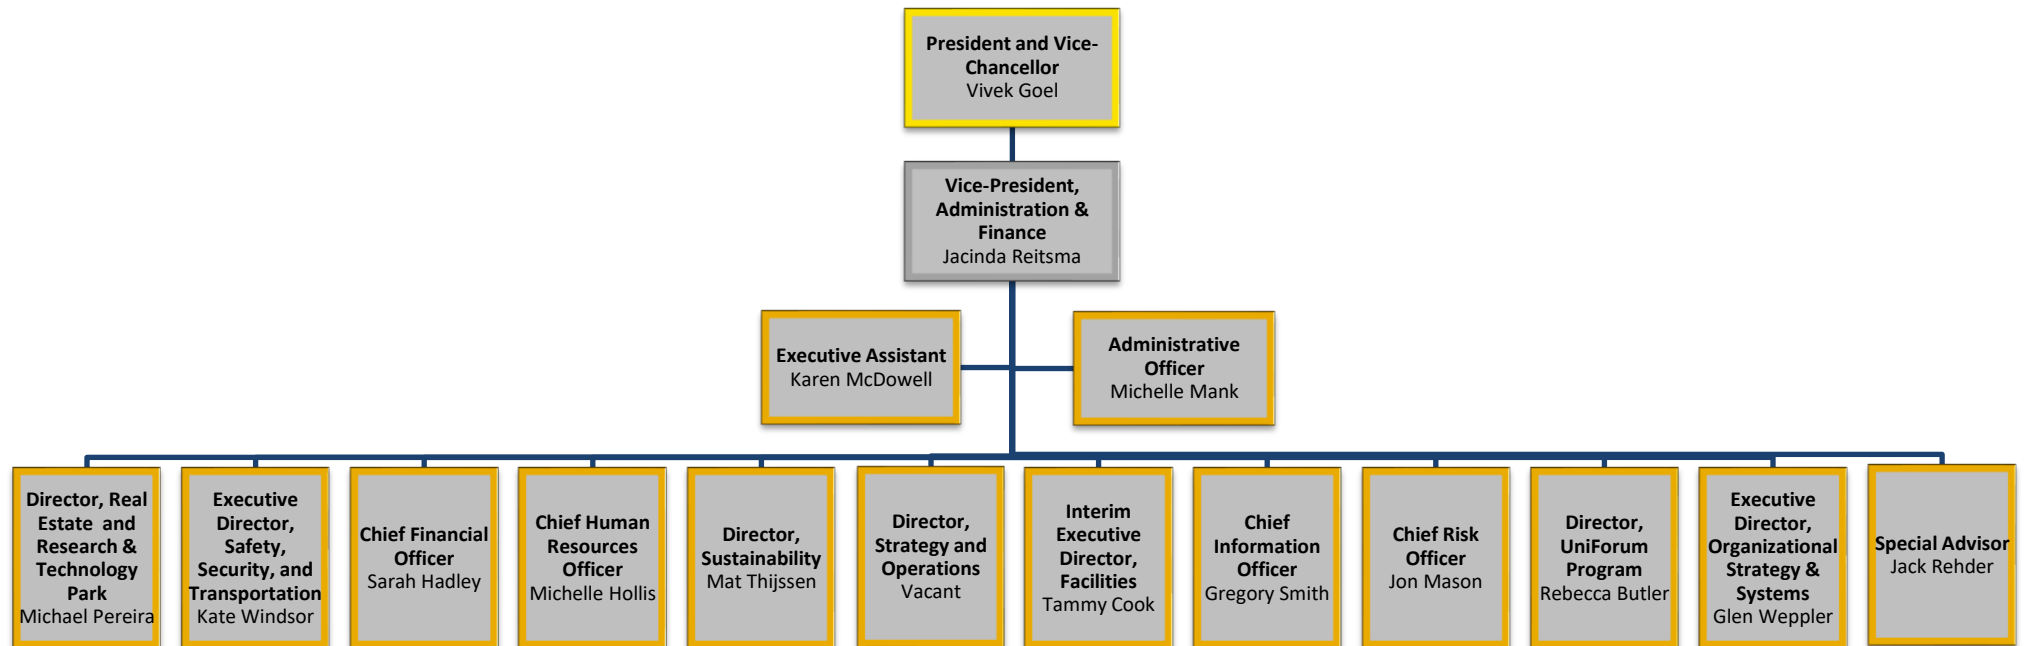 President and Vice-
Chancellor
Vivek Goel
Vice-President,
Administration &
Finance
Jacinda Reitsma
Executive Assistant
Karen McDowell
Administrative
Officer
Michelle Mank
Director, Real
Estate and
Research &
Technology
Park
Michael Pereira
Executive
Director,
Safety,
Security, and
Transportation
Kate Windsor
Chief Financial
Officer
Sarah Hadley
Chief Human
Resources
Officer
Michelle Hollis
Director,
Sustainability
Mat Thijssen
Director,
Strategy and
Operations
Vacant
Interim
Executive
Director,
Facilities
Tammy Cook
Chief
Information
Officer
Gregory Smith
Chief Risk
Officer
Jon Mason
Director,
UniForum
Program
Rebecca Butler
Executive
Director,
Organizational
Strategy &
Systems
Glen Weppler
Special Advisor
Jack Rehder